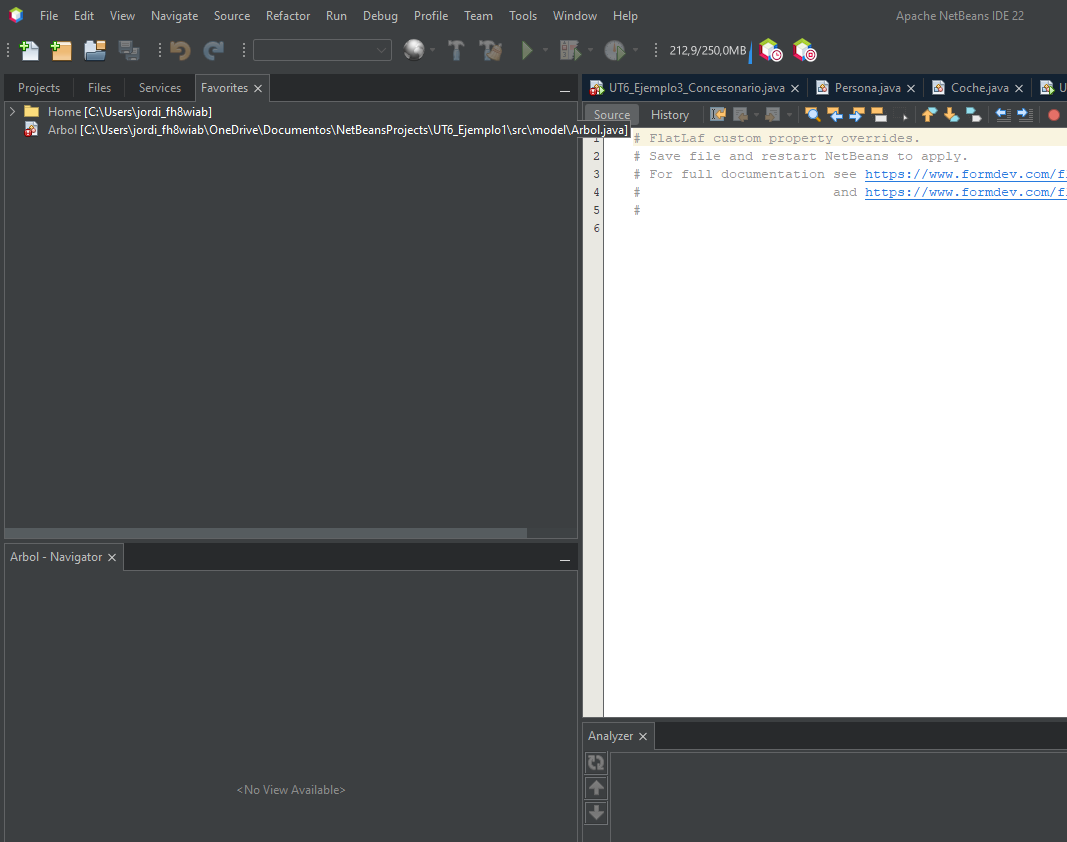 File Edit View Navigate Source Refactor Run Debug Profile Team Tools Window Help Apache NetBeans IDE 22
212,9/250,0MB
Projects Files Services Favorites
UT6_Ejemplo3_Concesonario.java Persona.java Coche.java U
Home [C:\Users\jordi_fh8wiab]
Arbol [C:\Users\jordi_fh8wiab\OneDrive\Documentos\NetBeansProjects\UT6_Ejemplo1\src\model\Arbol.java]
Source History
1 # FlatLaf custom property overrides.
2 # Save file and restart NetBeans to apply.
3 # For full documentation see https://www.formdev.com/fl
4 # and https://www.formdev.com/fl
5 #
6
Arbol - Navigator
<No View Available>
Analyzer